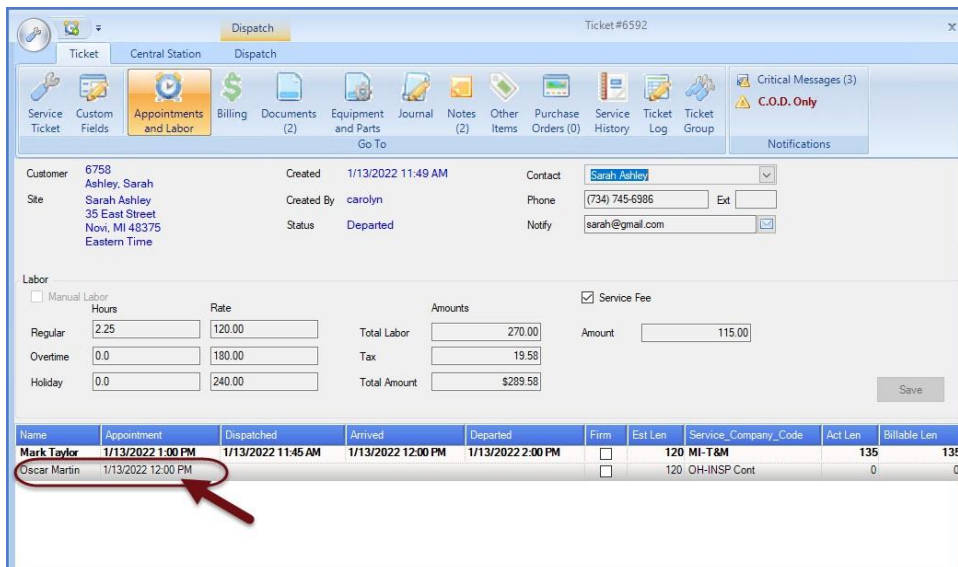 Dispatch
Ticket #6592
x
Ticket
Central Station
Dispatch
Service Ticket
Custom Fields
Appointments and Labor
Billing
Documents (2)
Equipment and Parts
Journal
Notes (2)
Other Items
Purchase Orders (0)
Service History
Ticket Log
Ticket Group
Go To
Critical Messages (3)
C.O.D. Only
Notifications
Customer 6758
Ashley, Sarah
Site Sarah Ashley
35 East Street
Novi, MI 48375
Eastern Time
Created 1/13/2022 11:49 AM
Created By carolyn
Status Departed
Contact Sarah Ashley
Phone (734) 745-6986 Ext
Notify sarah@gmail.com
Labor
Manual Labor
Hours Rate Amounts
Service Fee
Regular 2.25 120.00 Total Labor 270.00 Amount 115.00
Overtime 0.0 180.00 Tax 19.58
Holiday 0.0 240.00 Total Amount $289.58
Save
Name Appointment Dispatched Arrived Departed Firm Est Len Service_Company_Code Act Len Billable Len
Mark Taylor 1/13/2022 1:00 PM 1/13/2022 11:45 AM 1/13/2022 12:00 PM 1/13/2022 2:00 PM 120 MI-T&M 135 135
Oscar Martin 1/13/2022 12:00 PM 120 OH-INSP Cont 0 0